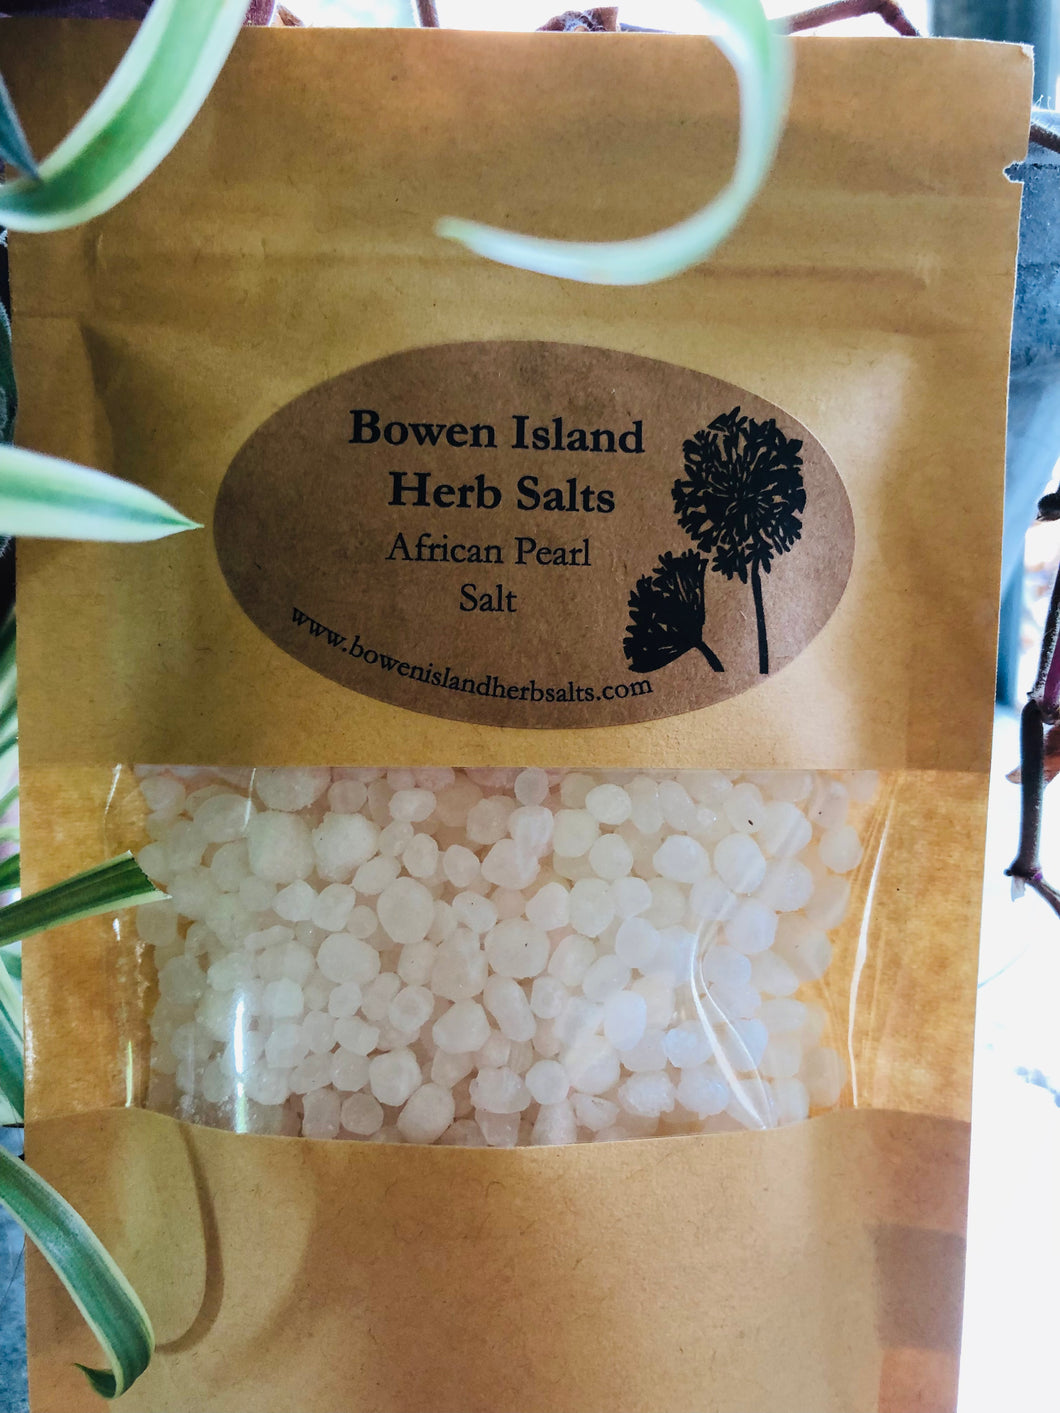 Bowen Island
Herb Salts
African Pearl
Salt
www.bowenislandherbsalts.com